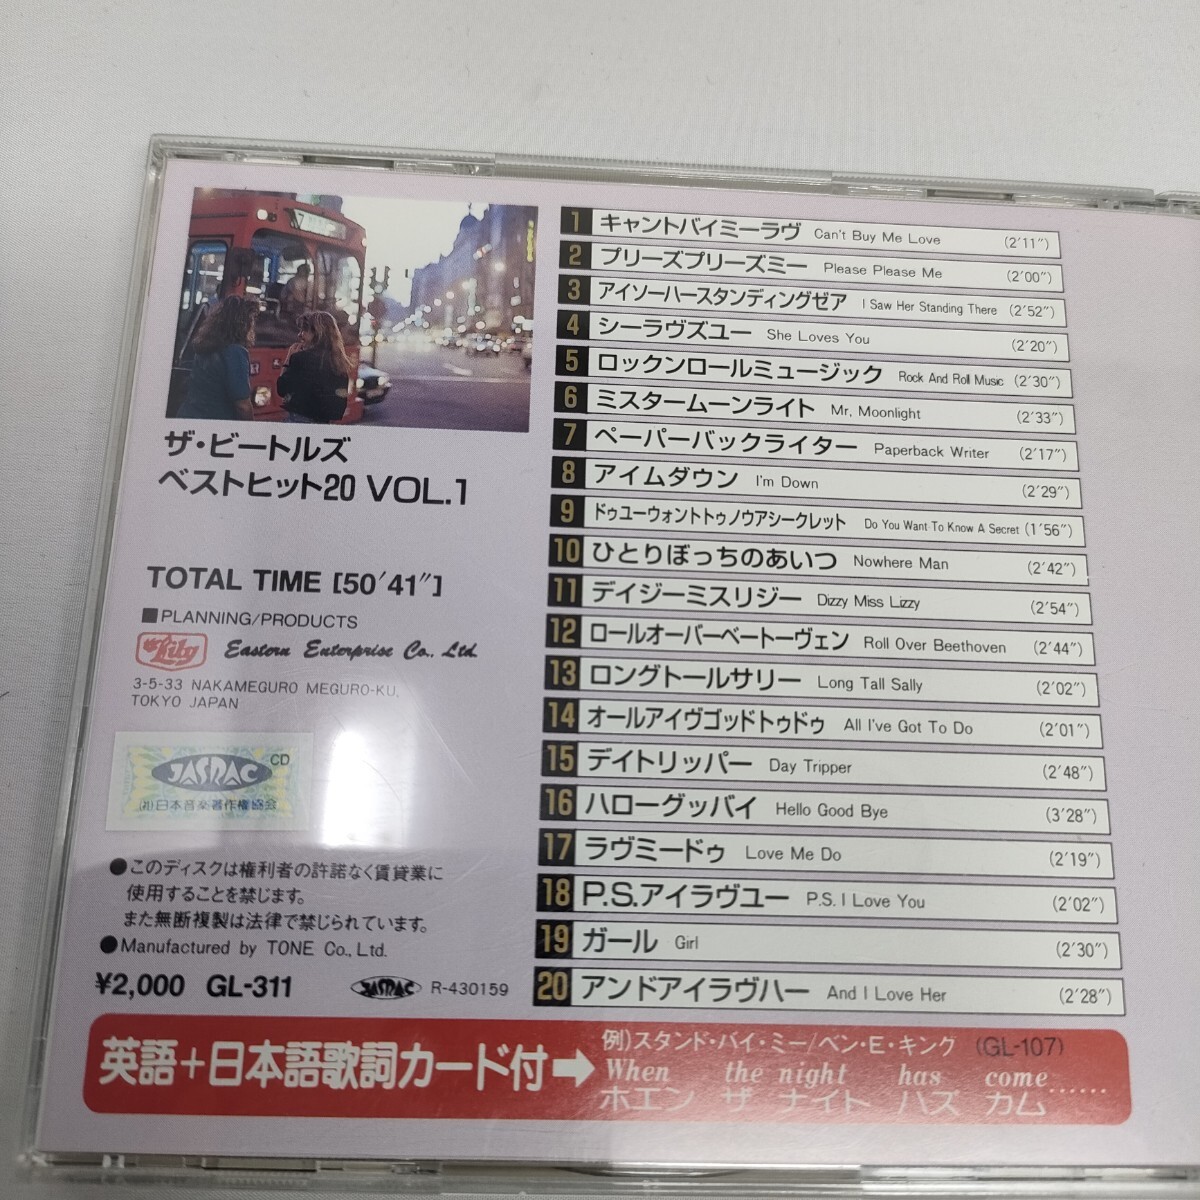 ザ・ビートルズ
ベストヒット20 VOL.1
TOTAL TIME [50′41″]
■PLANNING/PRODUCTS
Lily Eastern Enterprise Co., Ltd.
3-5-33 NAKAMEGURO MEGURO-KU,
TOKYO JAPAN
JASRAC CD
(社)日本音楽著作権協会
●このディスクは権利者の許諾なく賃貸業に
使用することを禁じます。
また無断複製は法律で禁じられています。
●Manufactured by TONE Co., Ltd.
¥2,000 GL-311 JASRAC R-430159
1 キャントバイミーラヴ Can't Buy Me Love (2′11″)
2 プリーズプリーズミー Please Please Me (2′00″)
3 アイソーハースタンディングゼア I Saw Her Standing There (2′52″)
4 シーラヴズユー She Loves You (2′20″)
5 ロックンロールミュージック Rock And Roll Music (2′30″)
6 ミスタームーンライト Mr. Moonlight (2′33″)
7 ペーパーバックライター Paperback Writer (2′17″)
8 アイムダウン I'm Down (2′29″)
9 ドゥユーウォントトゥノウアシークレット Do You Want To Know A Secret (1′56″)
10 ひとりぼっちのあいつ Nowhere Man (2′42″)
11 デイジーミスリジー Dizzy Miss Lizzy (2′54″)
12 ロールオーバーベートーヴェン Roll Over Beethoven (2′44″)
13 ロングトールサリー Long Tall Sally (2′02″)
14 オールアイヴゴッドトゥドゥ All I've Got To Do (2′01″)
15 デイトリッパー Day Tripper (2′48″)
16 ハローグッバイ Hello Good Bye (3′28″)
17 ラヴミードゥ Love Me Do (2′19″)
18 P.S.アイラヴユー P.S. I Love You (2′02″)
19 ガール Girl (2′30″)
20 アンドアイラヴハー And I Love Her (2′28″)
英語+日本語歌詞カード付➡
例)スタンド・バイ・ミー/ベン・E・キング (GL-107)
When the night has come......
ホエン ザ ナイト ハズ カム